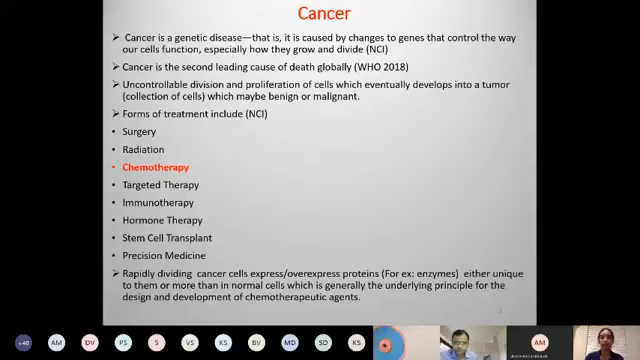 Cancer
➢ Cancer is a genetic disease—that is, it is caused by changes to genes that control the way
our cells function, especially how they grow and divide (NCI)
➢ Cancer is the second leading cause of death globally (WHO 2018)
➢ Uncontrollable division and proliferation of cells which eventually develops into a tumor
(collection of cells) which maybe benign or malignant.
➢ Forms of treatment include (NCI)
• Surgery
• Radiation
• Chemotherapy
• Targeted Therapy
• Immunotherapy
• Hormone Therapy
• Stem Cell Transplant
• Precision Medicine
➢ Rapidly dividing cancer cells express/overexpress proteins (For ex: enzymes) either unique
to them or more than in normal cells which is generally the underlying principle for the
design and development of chemotherapeutic agents.
2
+48 AM DV PS S VS KS BV MD SD KS AM